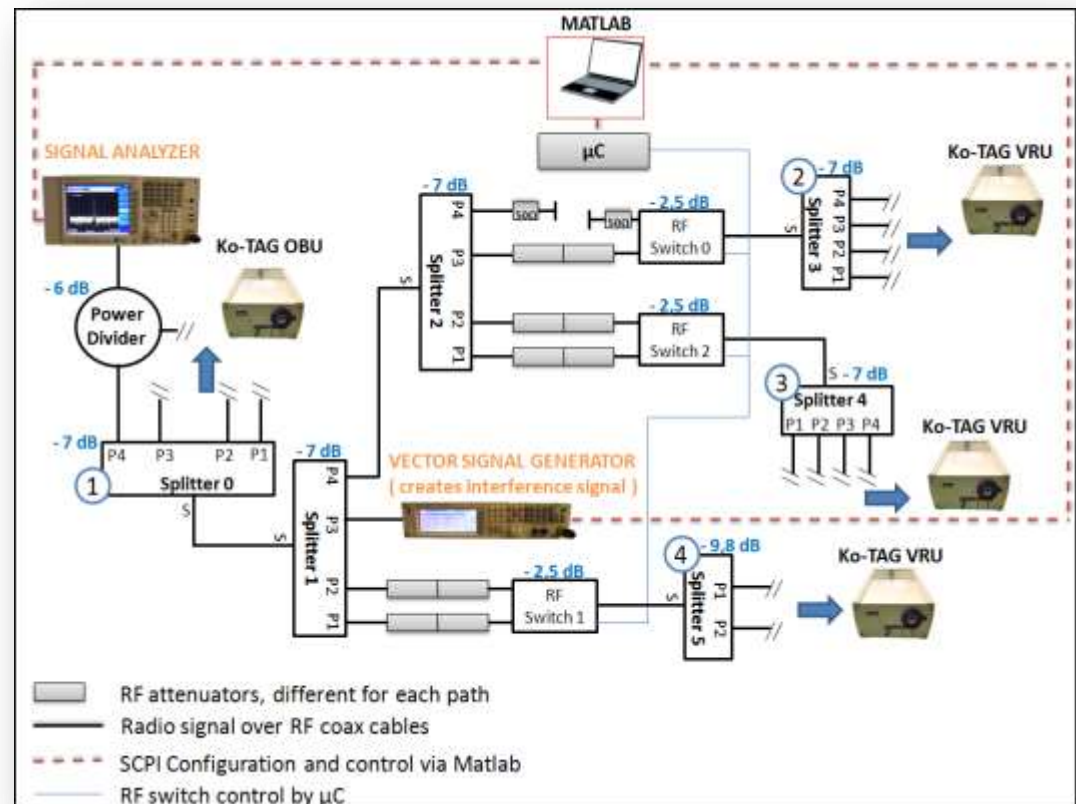 MATLAB
µC
SIGNAL ANALYZER
Ko-TAG OBU
- 6 dB
Power
Divider
- 7 dB
P4
P3
P2
P1
Splitter 0
1
S
- 7 dB
S
Splitter 1
P4
P3
P2
P1
VECTOR SIGNAL GENERATOR
( creates interference signal )
- 7 dB
S
Splitter 2
P4
P3
P2
P1
50Ω
50Ω
- 2,5 dB
RF
Switch 0
- 2,5 dB
RF
Switch 2
- 2,5 dB
RF
Switch 1
2
- 7 dB
S
Splitter 3
P4
P3
P2
P1
Ko-TAG VRU
3
S
- 7 dB
Splitter 4
P1 P2 P3 P4
Ko-TAG VRU
4
- 9,8 dB
S
Splitter 5
P1
P2
Ko-TAG VRU
RF attenuators, different for each path
Radio signal over RF coax cables
SCPI Configuration and control via Matlab
RF switch control by µC